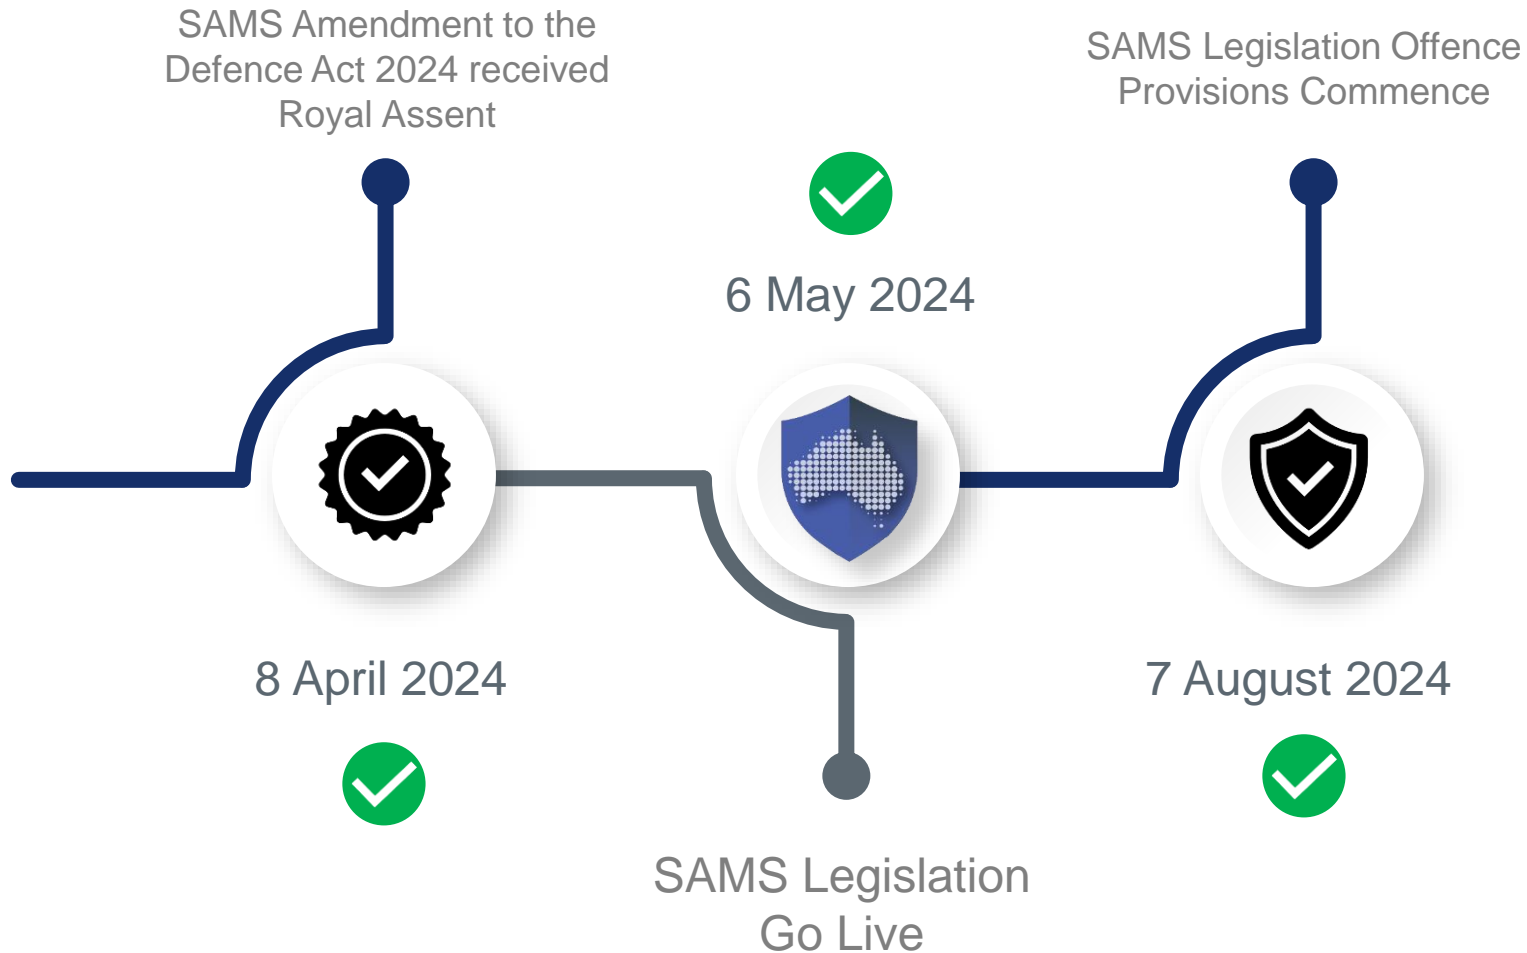 SAMS Amendment to the
Defence Act 2024 received
Royal Assent
8 April 2024
6 May 2024
SAMS Legislation
Go Live
SAMS Legislation Offence
Provisions Commence
7 August 2024